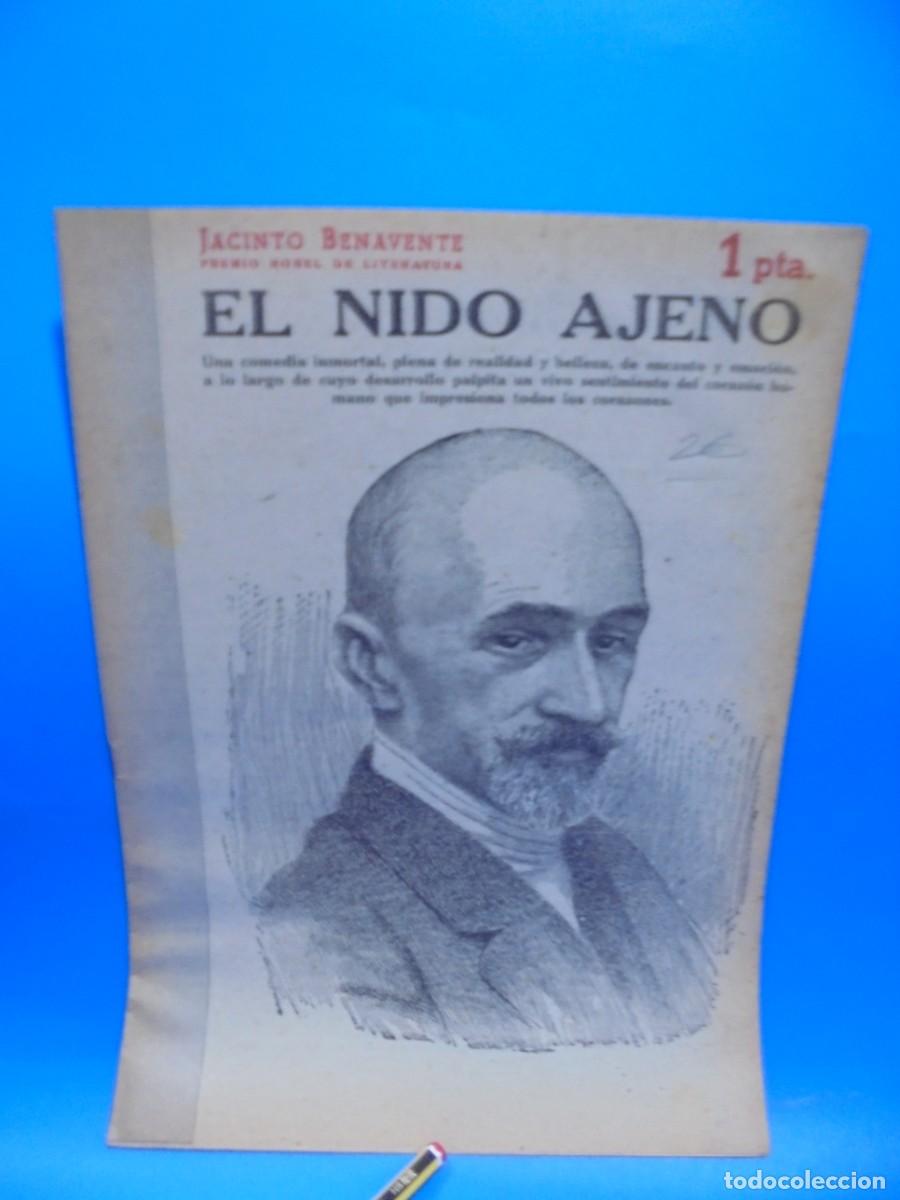 JACINTO BENAVENTE
PREMIO NOBEL DE LITERATURA
1 pta.
EL NIDO AJENO
Una comedia inmortal, plena de realidad y belleza, de encanto y emoción,
a lo largo de cuyo desarrollo palpita un vivo sentimiento del corazón hu-
mano que impresiona todos los corazones.
todocoleccion